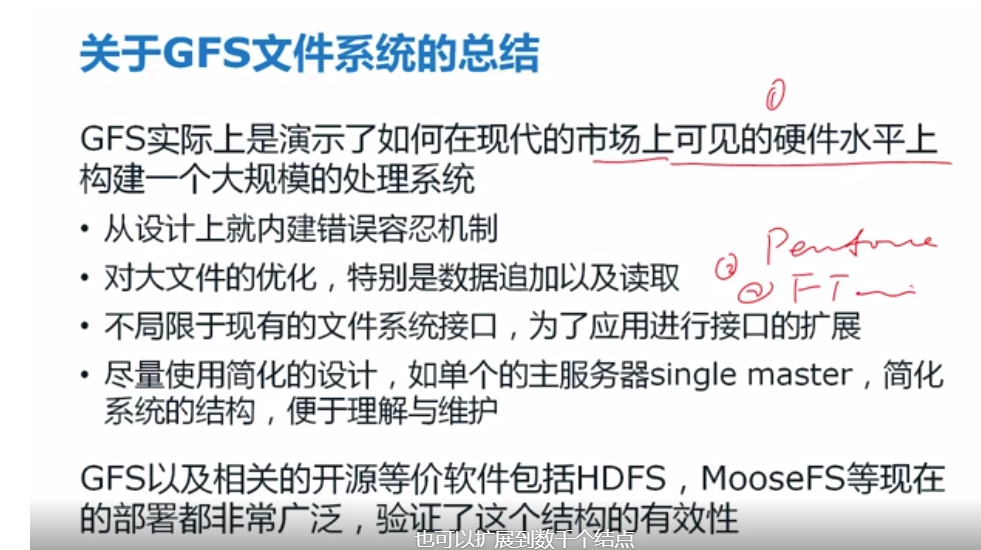 关于GFS文件系统的总结
①
GFS实际上是演示了如何在现代的市场上可见的硬件水平上
构建一个大规模的处理系统
• 从设计上就内建错误容忍机制
• 对大文件的优化，特别是数据追加以及读取
② FT
• 不局限于现有的文件系统接口，为了应用进行接口的扩展
• 尽量使用简化的设计，如单个的主服务器single master，简化
系统的结构，便于理解与维护
GFS以及相关的开源等价软件包括HDFS，MooseFS等现在
的部署都非常广泛，验证了这个结构的有效性
也可以扩展到数千个结点